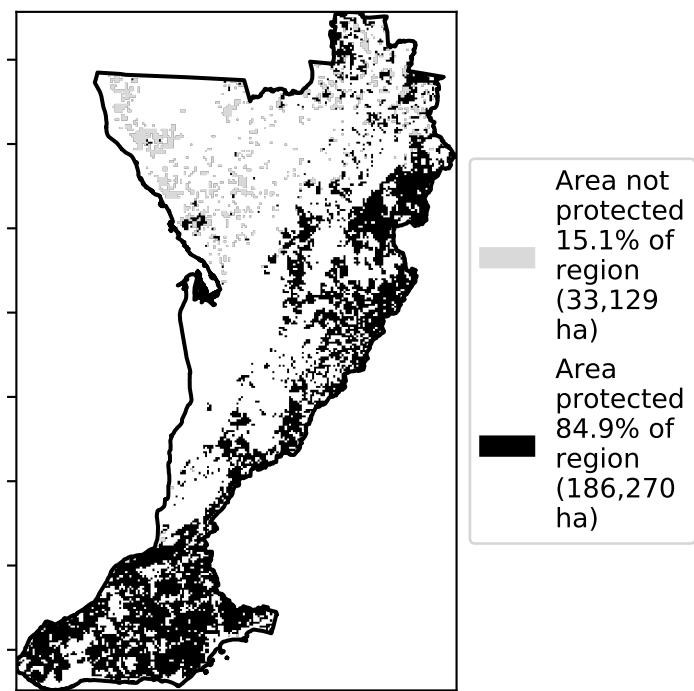 Area not
protected
15.1% of
region
(33,129
ha)
Area
protected
84.9% of
region
(186,270
ha)